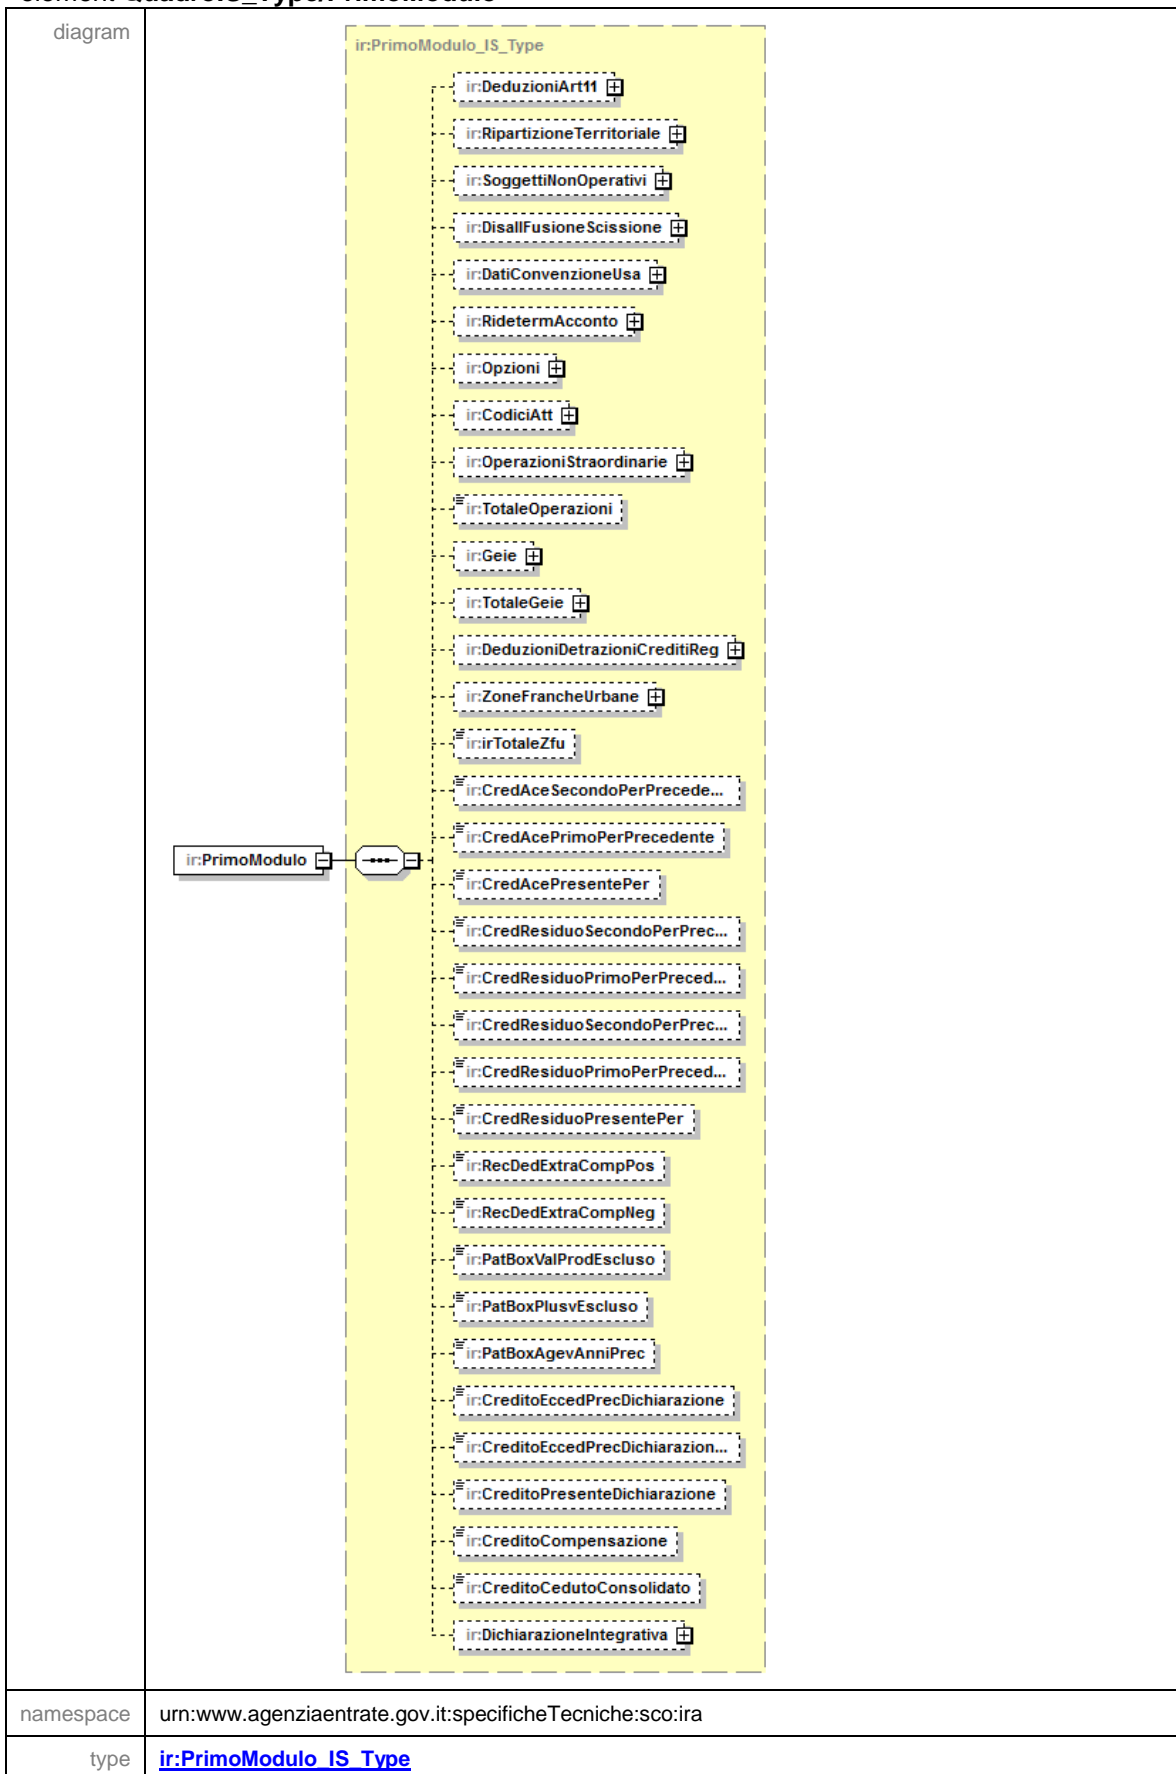 diagram
ir:PrimoModulo_IS_Type
ir:DeduzioniArt11
ir:RipartizioneTerritoriale
ir:SoggettiNonOperativi
ir:DisallFusioneScissione
ir:DatiConvenzioneUsa
ir:RidetermAcconto
ir:Opzioni
ir:CodiciAtt
ir:OperazioniStraordinarie
ir:TotaleOperazioni
ir:Geie
ir:TotaleGeie
ir:DeduzioniDetrazioniCreditiReg
ir:ZoneFrancheUrbane
ir:irTotaleZfu
ir:CredAceSecondoPerPrecede...
ir:CredAcePrimoPerPrecedente
ir:PrimoModulo
ir:CredAcePresentePer
ir:CredResiduoSecondoPerPrec...
ir:CredResiduoPrimoPerPreced...
ir:CredResiduoSecondoPerPrec...
ir:CredResiduoPrimoPerPreced...
ir:CredResiduoPresentePer
ir:RecDedExtraCompPos
ir:RecDedExtraCompNeg
ir:PatBoxValProdEscluso
ir:PatBoxPlusvEscluso
ir:PatBoxAgevAnniPrec
ir:CreditoEccedPrecDichiarazione
ir:CreditoEccedPrecDichiarazion...
ir:CreditoPresenteDichiarazione
ir:CreditoCompensazione
ir:CreditoCedutoConsolidato
ir:DichiarazioneIntegrativa
namespace urn:www.agenziaentrate.gov.it:specificheTecniche:sco:ira
type ir:PrimoModulo_IS_Type